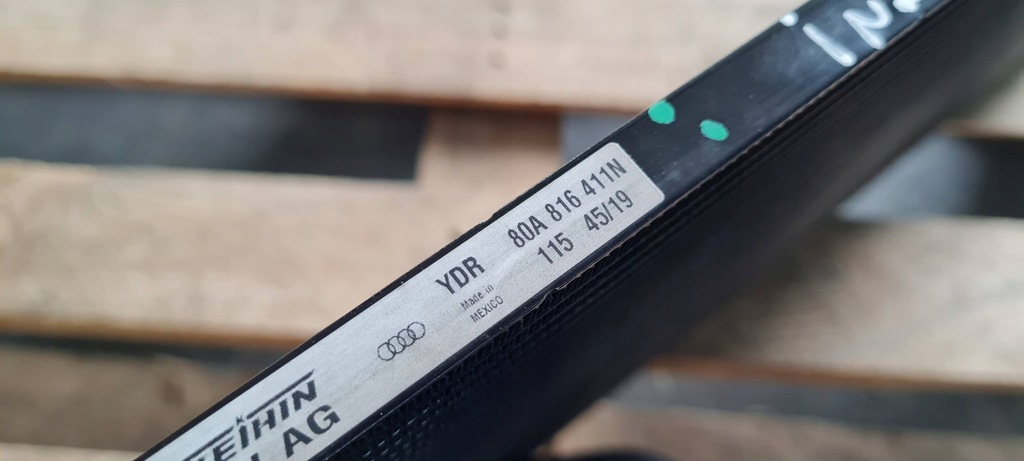 YDR 80A 816 411N
115 45/19
Made in
MEXICO
AG